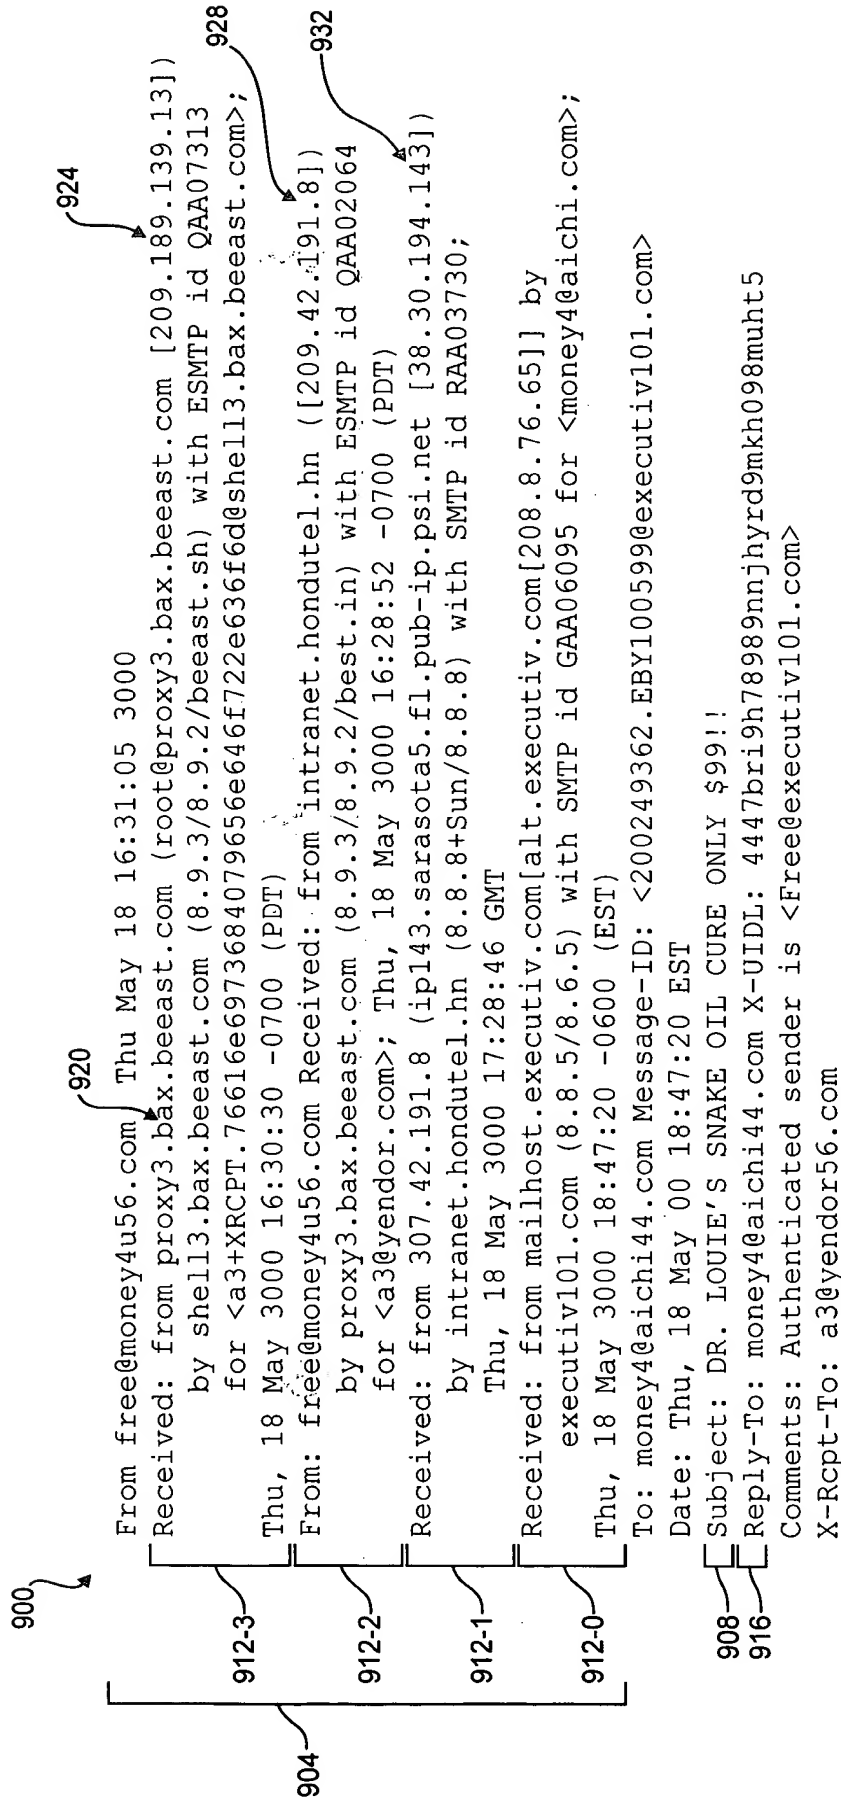 900
904
912-3
912-2
912-1
912-0
908
916
920
924
928
932
From free@money4u56.com Thu May 18 16:31:05 3000
Received: from proxy3.bax.beeast.com (root@proxy3.bax.beeast.com [209.189.139.13])
by shell3.bax.beeast.com (8.9.3/8.9.2/beeast.sh) with ESMTP id QAA07313
for <a3+XRCPT.76616e6973684079656e646f722e636f6d@shell3.bax.beeast.com>;
Thu, 18 May 3000 16:30:30 -0700 (PDT)
From: free@money4u56.com Received: from intranet.hondutel.hn ([209.42.191.8])
by proxy3.bax.beeast.com (8.9.3/8.9.2/best.in) with ESMTP id QAA02064
for <a3@yendor.com>; Thu, 18 May 3000 16:28:52 -0700 (PDT)
Received: from 307.42.191.8 (ip143.sarasota5.fl.pub-ip.psi.net [38.30.194.143])
by intranet.hondutel.hn (8.8.8+Sun/8.8.8) with SMTP id RAA03730;
Thu, 18 May 3000 17:28:46 GMT
Received: from mailhost.executiv.com[alt.executiv.com[208.8.76.65]] by
executiv101.com (8.8.5/8.6.5) with SMTP id GAA06095 for <money4@aichi.com>;
Thu, 18 May 3000 18:47:20 -0600 (EST)
To: money4@aichi44.com Message-ID: <200249362.EBY100599@executiv101.com>
Date: Thu, 18 May 00 18:47:20 EST
Subject: DR. LOUIE'S SNAKE OIL CURE ONLY $99!!
Reply-To: money4@aichi44.com X-UIDL: 4447bri9h78989nnjhyrd9mkh098muht5
Comments: Authenticated sender is <Free@executiv101.com>
X-Rcpt-To: a3@yendor56.com